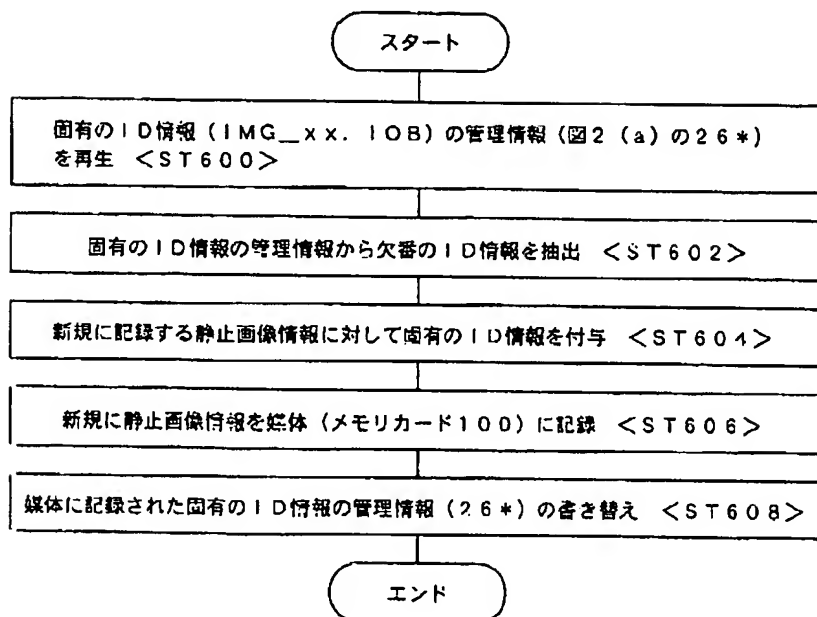 スタート
固有のID情報(IMG_xx.IOB)の管理情報(図2(a)の26*)
を再生 <ST600>
固有のID情報の管理情報から欠番のID情報を抽出 <ST602>
新規に記録する静止画像情報に対して固有のID情報を付与 <ST604>
新規に静止画像情報を媒体(メモリカード100)に記録 <ST606>
媒体に記録された固有のID情報の管理情報(26*)の書き替え <ST608>
エンド